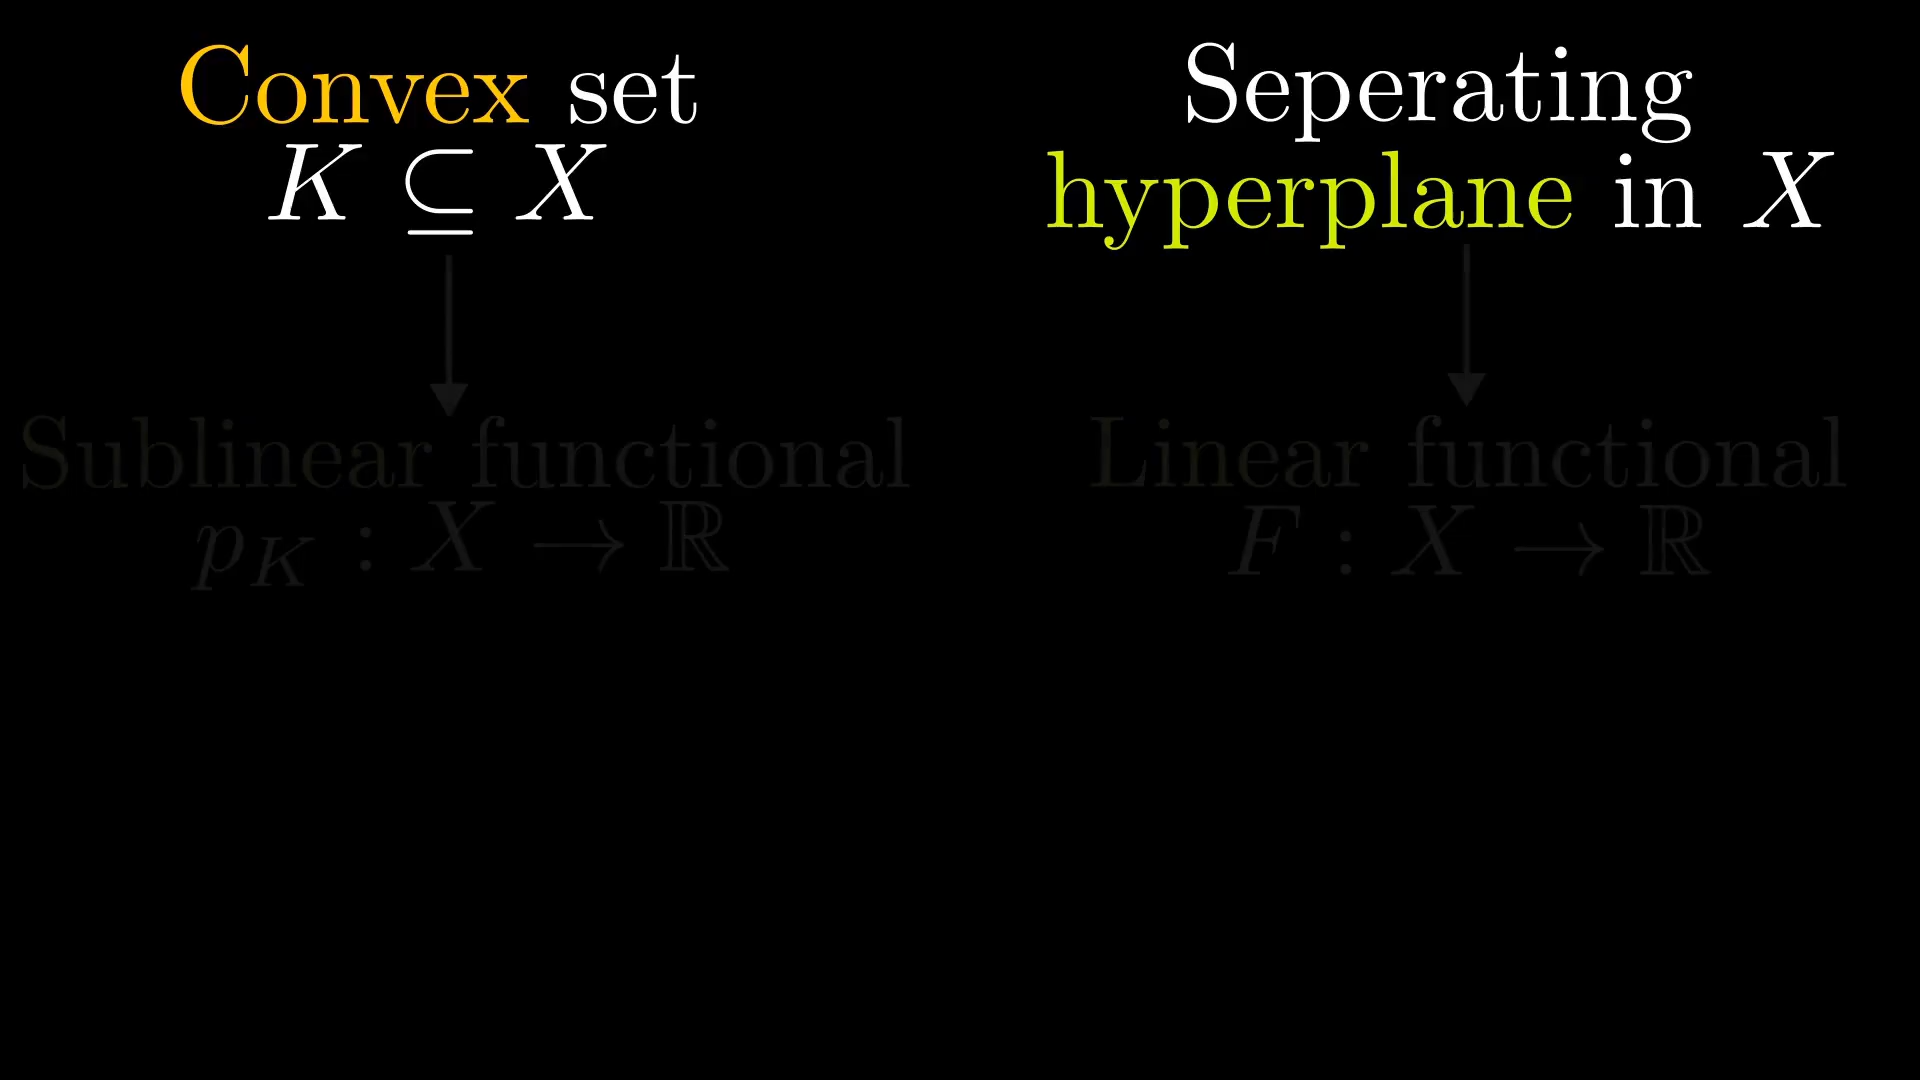 Convex set
K ⊆ X
Seperating
hyperplane in X
Sublinear functional
p_K : X → ℝ
Linear functional
F : X → ℝ